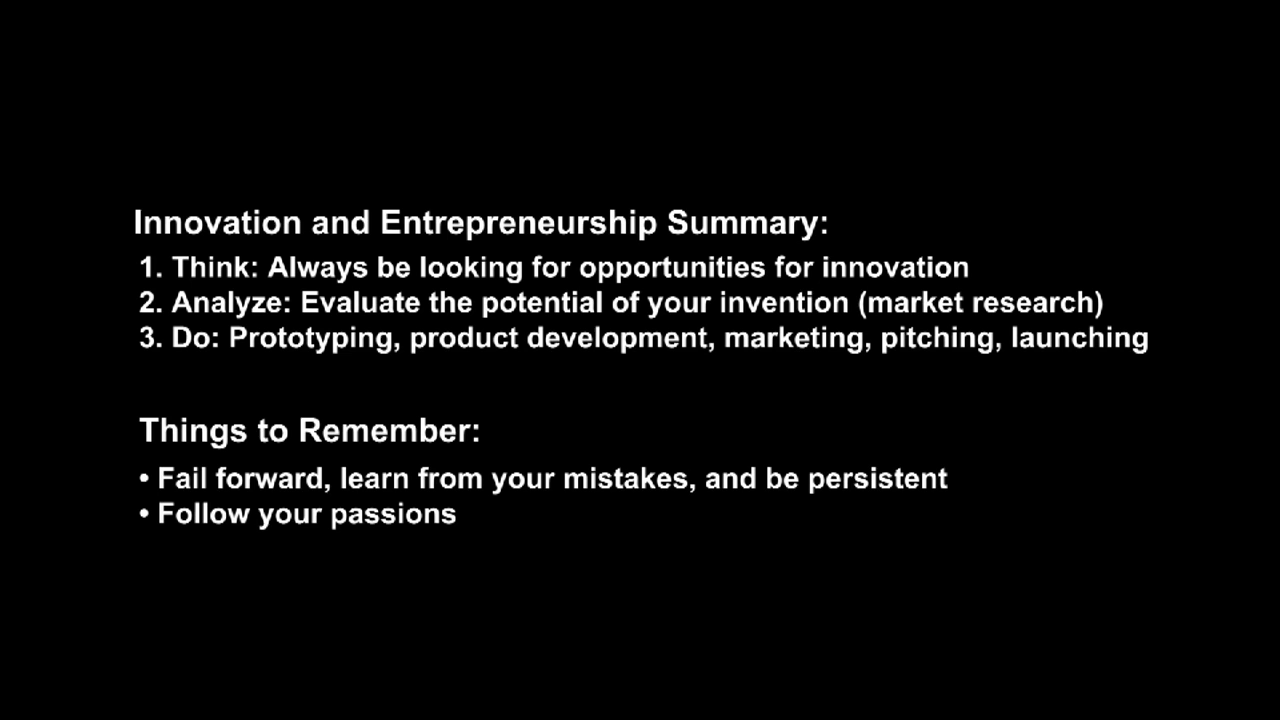 Innovation and Entrepreneurship Summary:
1. Think: Always be looking for opportunities for innovation
2. Analyze: Evaluate the potential of your invention (market research)
3. Do: Prototyping, product development, marketing, pitching, launching
Things to Remember:
• Fail forward, learn from your mistakes, and be persistent
• Follow your passions